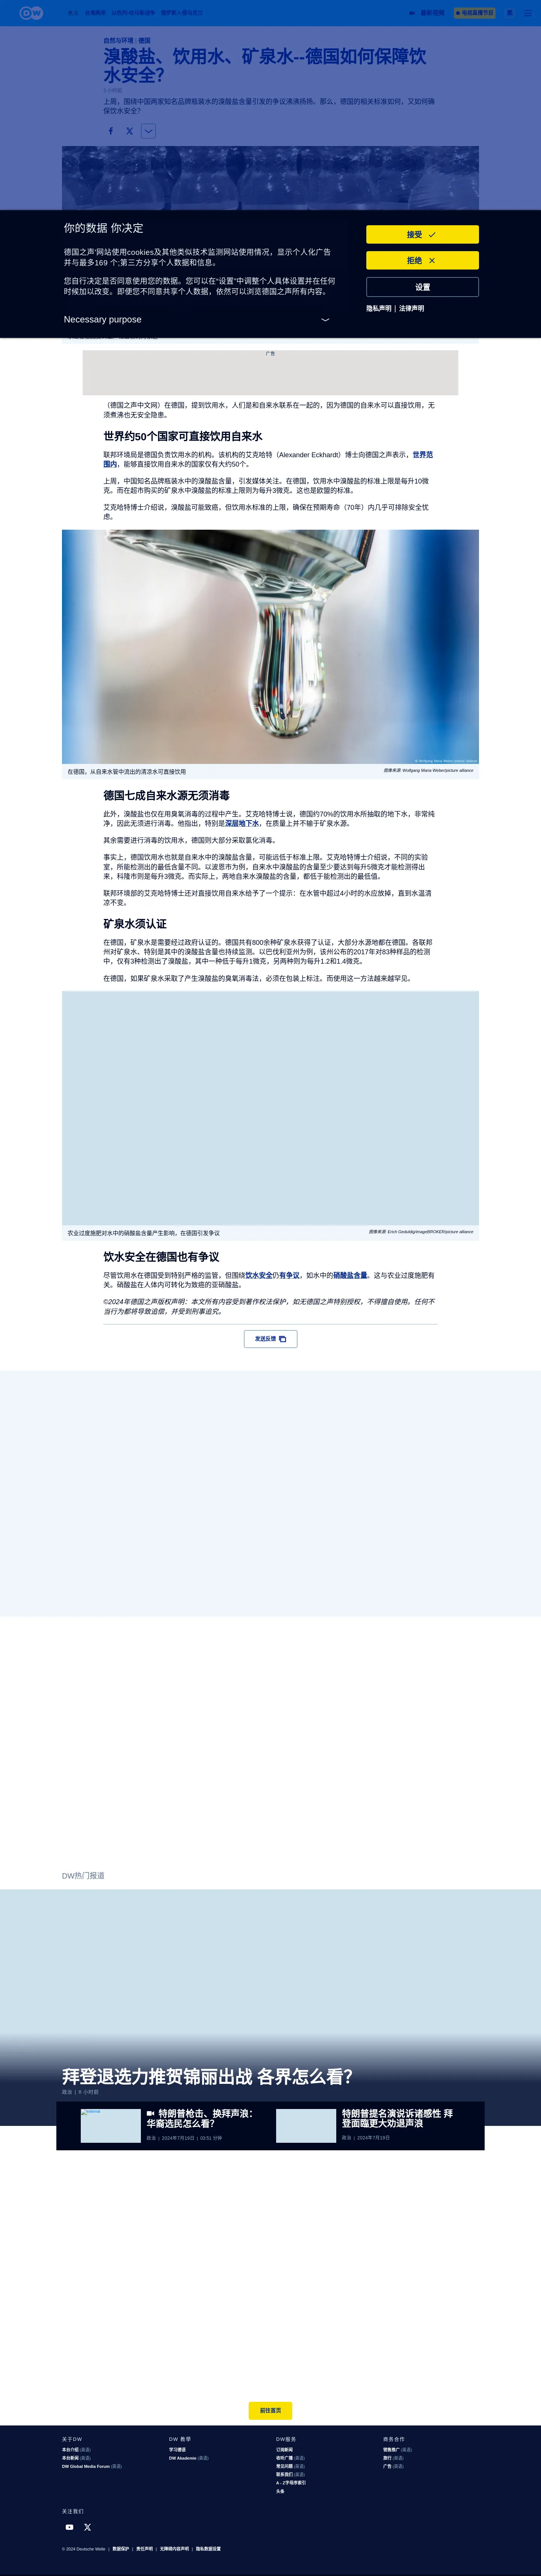 DW
最新视频
电视直播节目
自然与环境 | 德国
溴酸盐、饮用水、矿泉水--德国如何保障饮
水安全?
上周，围绕中国两家知名品牌瓶装水的溴酸盐含量引发的争议沸沸扬扬。那么，德国的相关标准如何，又如何确
保饮水安全?
你的数据 你决定
德国之声'网站使用cookies及其他类似技术监测网站使用情况，显示个人化广告
并与最多169 个;第三方分享个人数据和信息。
您自行决定是否同意使用您的数据。您可以在"设置"中调整个人具体设置并在任何
时候加以改变。即便您不同意共享个人数据，依然可以浏览德国之声所有内容。
Necessary purpose
接受
拒绝
设置
隐私声明 | 法律声明
广告
（德国之声中文网）在德国，提到饮用水，人们是和自来水联系在一起的，因为德国的自来水可以直接饮用，无
须煮沸也无安全隐患。
世界约50个国家可直接饮用自来水
联邦环境局是德国负责饮用水的机构。该机构的艾克哈特（Alexander Eckhardt）博士向德国之声表示，世界范
围内，能够直接饮用自来水的国家仅有大约50个。
上周，中国知名品牌瓶装水中的溴酸盐含量，引发媒体关注。在德国，饮用水中溴酸盐的标准上限是每升10微
克。而在超市购买的矿泉水中溴酸盐的标准上限则为每升3微克。这也是欧盟的标准。
艾克哈特博士介绍说，溴酸盐可能致癌，但饮用水标准的上限，确保在预期寿命（70年）内几乎可排除安全忧
虑。
在德国，从自来水管中流出的清凉水可直接饮用
图像来源: Wolfgang Maria Weber/picture alliance
德国七成自来水源无须消毒
此外，溴酸盐也仅在用臭氧消毒的过程中产生。艾克哈特博士说，德国约70%的饮用水所抽取的地下水，非常纯
净，因此无须进行消毒。他指出，特别是深层地下水，在质量上并不输于矿泉水源。
其余需要进行消毒的饮用水，德国则大部分采取氯化消毒。
事实上，德国饮用水也就是自来水中的溴酸盐含量，可能远低于标准上限。艾克哈特博士介绍说，不同的实验
室，所能检测出的最低含量不同。以波恩市为例，自来水中溴酸盐的含量至少要达到每升5微克才能检测得出
来，科隆市则是每升3微克。而实际上，两地自来水溴酸盐的含量，都低于能检测出的最低值。
联邦环境部的艾克哈特博士还对直接饮用自来水给予了一个提示：在水管中超过4小时的水应放掉，直到水温清
凉不变。
矿泉水须认证
在德国，矿泉水是需要经过政府认证的。德国共有800余种矿泉水获得了认证，大部分水源地都在德国。各联邦
州对矿泉水、特别是其中的溴酸盐含量也持续监测。以巴伐利亚州为例，该州公布的2017年对83种样品的检测
中，仅有3种检测出了溴酸盐，其中一种低于每升1微克，另两种则为每升1.2和1.4微克。
在德国，如果矿泉水采取了产生溴酸盐的臭氧消毒法，必须在包装上标注。而使用这一方法越来越罕见。
农业过度施肥对水中的硝酸盐含量产生影响，在德国引发争议
图像来源: Erich Geduldig/imageBROKER/picture alliance
饮水安全在德国也有争议
尽管饮用水在德国受到特别严格的监管，但围绕饮水安全仍有争议，如水中的硝酸盐含量。这与农业过度施肥有
关。硝酸盐在人体内可转化为致癌的亚硝酸盐。
©2024年德国之声版权声明：本文所有内容受到著作权法保护，如无德国之声特别授权，不得擅自使用。任何不
当行为都将导致追偿，并受到刑事追究。
发送反馈
DW热门报道
拜登退选力推贺锦丽出战 各界怎么看?
政治 | 8 小时前
特朗普枪击、换拜声浪：
华裔选民怎么看?
政治 | 2024年7月19日 | 03:51 分钟
特朗普提名演说诉诸感性 拜
登面临更大劝退声浪
政治 | 2024年7月19日
前往首页
关于DW
本台介绍 (英语)
本台新闻 (英语)
DW Global Media Forum (英语)
DW 教學
学习德语
DW Akademie (英语)
DW服务
订阅新闻
收听广播 (英语)
常见问题 (英语)
联系我们 (英语)
A - Z字母序索引
头条
商务合作
销售推广 (英语)
旅行 (英语)
广告 (英语)
关注我们
© 2024 Deutsche Welle | 数据保护 | 责任声明 | 无障碍内容声明 | 隐私数据设置